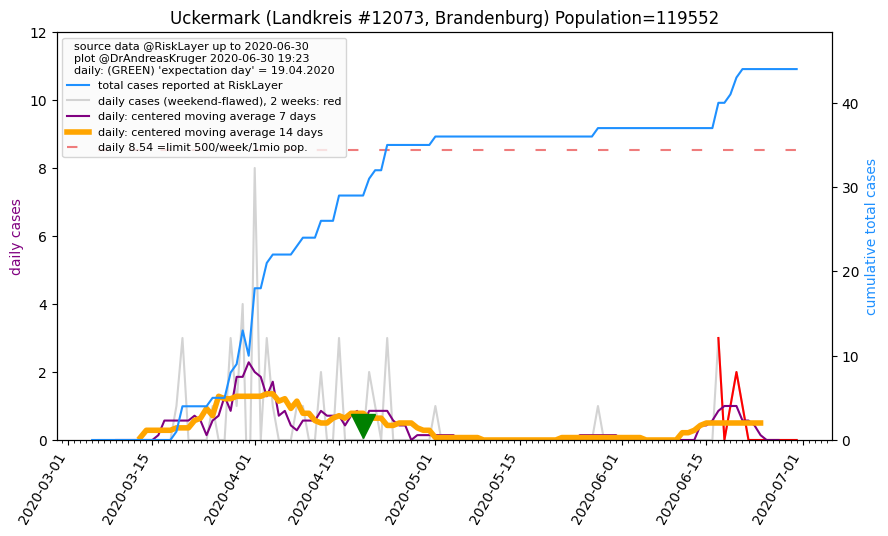 Uckermark (Landkreis #12073, Brandenburg) Population=119552
source data @RiskLayer up to 2020-06-30
plot @DrAndreasKruger 2020-06-30 19:23
daily: (GREEN) 'expectation day' = 19.04.2020
total cases reported at RiskLayer
daily cases (weekend-flawed), 2 weeks: red
daily: centered moving average 7 days
daily: centered moving average 14 days
daily 8.54 =limit 500/week/1mio pop.
daily cases
12
10
8
6
4
2
0
cumulative total cases
40
30
20
10
0
2020-03-01
2020-03-15
2020-04-01
2020-04-15
2020-05-01
2020-05-15
2020-06-01
2020-06-15
2020-07-01